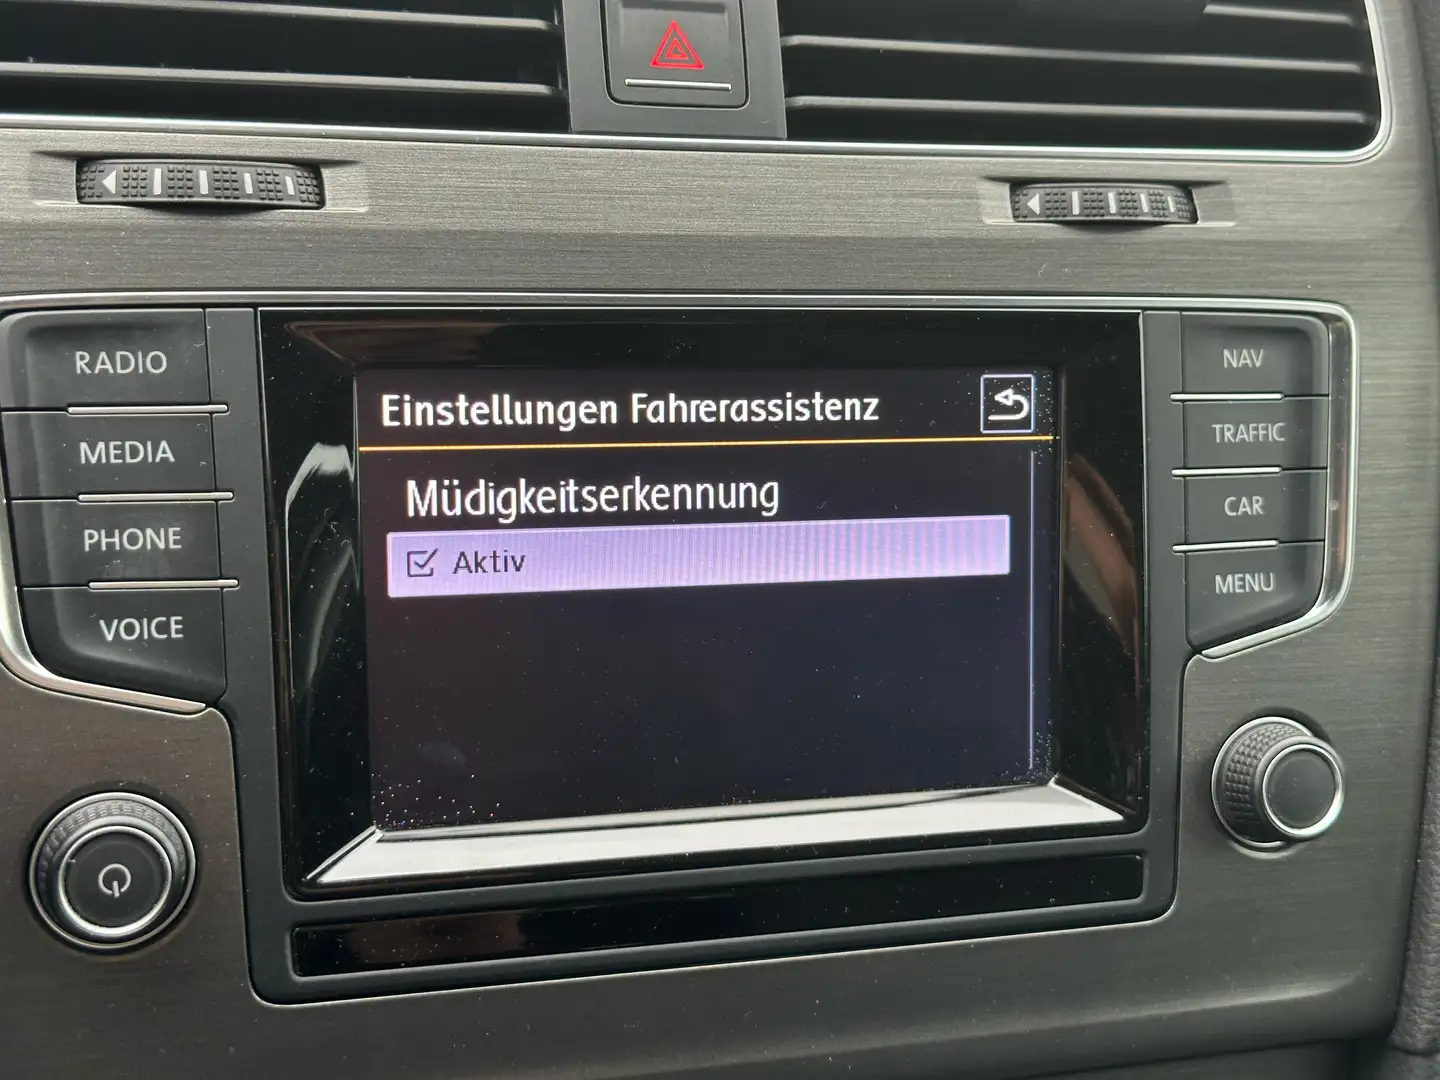 RADIO
MEDIA
PHONE
VOICE
Einstellungen Fahrerassistenz
Müdigkeitserkennung
Aktiv
NAV
TRAFFIC
CAR
MENU